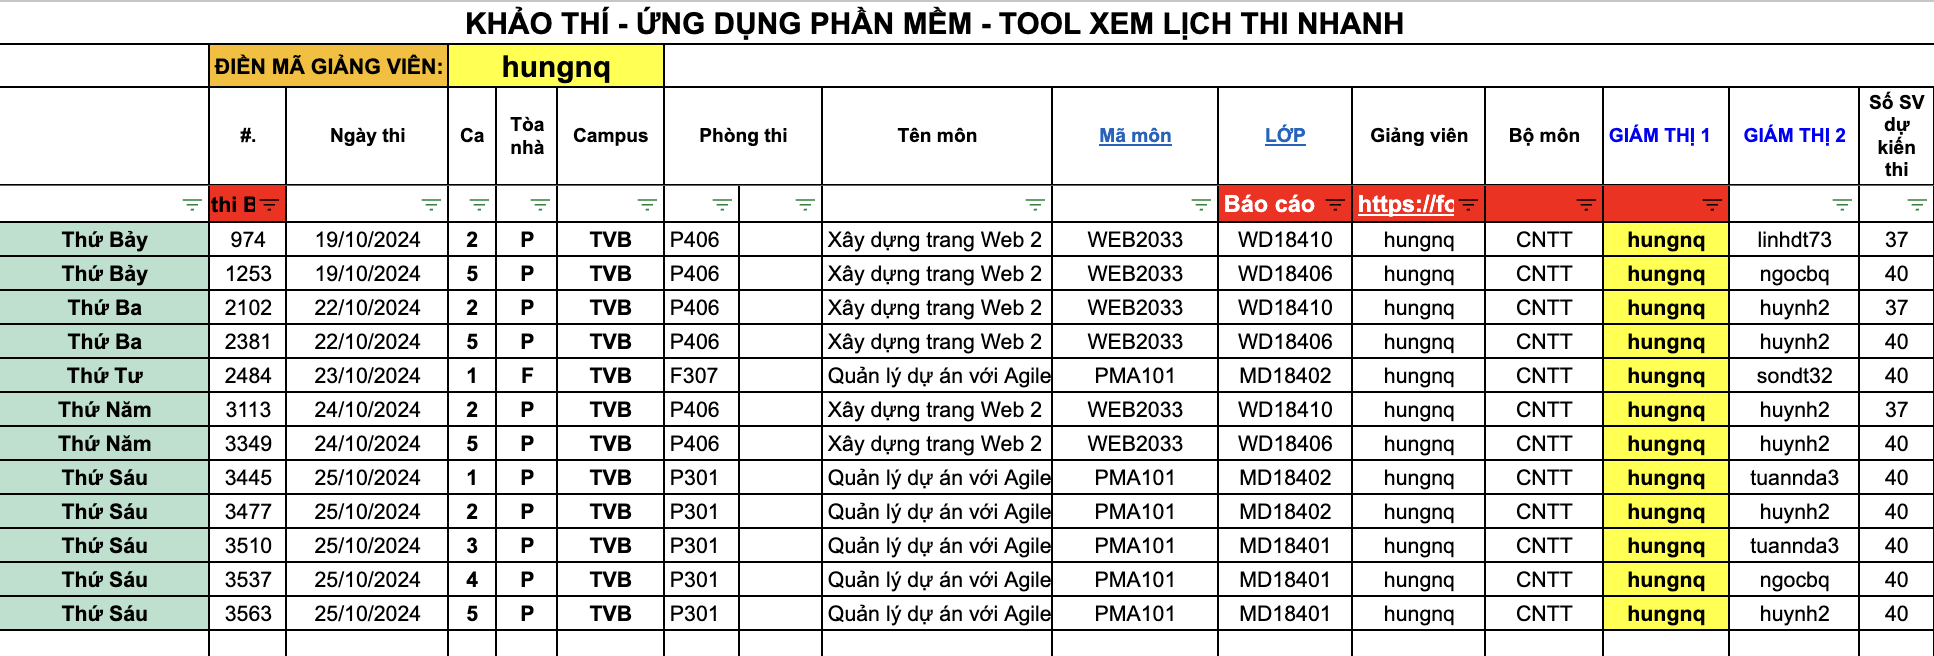 KHẢO THÍ - ỨNG DỤNG PHẦN MỀM - TOOL XEM LỊCH THI NHANH
ĐIỀN MÃ GIẢNG VIÊN: hungnq
#. Ngày thi Ca Tòa nhà Campus Phòng thi Tên môn Mã môn LỚP Giảng viên Bộ môn GIÁM THỊ 1 GIÁM THỊ 2 Số SV dự kiến thi
thi B Báo cáo https://fo
Thứ Bảy 974 19/10/2024 2 P TVB P406 Xây dựng trang Web 2 WEB2033 WD18410 hungnq CNTT hungnq linhdt73 37
Thứ Bảy 1253 19/10/2024 5 P TVB P406 Xây dựng trang Web 2 WEB2033 WD18406 hungnq CNTT hungnq ngocbq 40
Thứ Ba 2102 22/10/2024 2 P TVB P406 Xây dựng trang Web 2 WEB2033 WD18410 hungnq CNTT hungnq huynh2 37
Thứ Ba 2381 22/10/2024 5 P TVB P406 Xây dựng trang Web 2 WEB2033 WD18406 hungnq CNTT hungnq huynh2 40
Thứ Tư 2484 23/10/2024 1 F TVB F307 Quản lý dự án với Agile PMA101 MD18402 hungnq CNTT hungnq sondt32 40
Thứ Năm 3113 24/10/2024 2 P TVB P406 Xây dựng trang Web 2 WEB2033 WD18410 hungnq CNTT hungnq huynh2 37
Thứ Năm 3349 24/10/2024 5 P TVB P406 Xây dựng trang Web 2 WEB2033 WD18406 hungnq CNTT hungnq huynh2 40
Thứ Sáu 3445 25/10/2024 1 P TVB P301 Quản lý dự án với Agile PMA101 MD18402 hungnq CNTT hungnq tuannda3 40
Thứ Sáu 3477 25/10/2024 2 P TVB P301 Quản lý dự án với Agile PMA101 MD18402 hungnq CNTT hungnq huynh2 40
Thứ Sáu 3510 25/10/2024 3 P TVB P301 Quản lý dự án với Agile PMA101 MD18401 hungnq CNTT hungnq tuannda3 40
Thứ Sáu 3537 25/10/2024 4 P TVB P301 Quản lý dự án với Agile PMA101 MD18401 hungnq CNTT hungnq ngocbq 40
Thứ Sáu 3563 25/10/2024 5 P TVB P301 Quản lý dự án với Agile PMA101 MD18401 hungnq CNTT hungnq huynh2 40